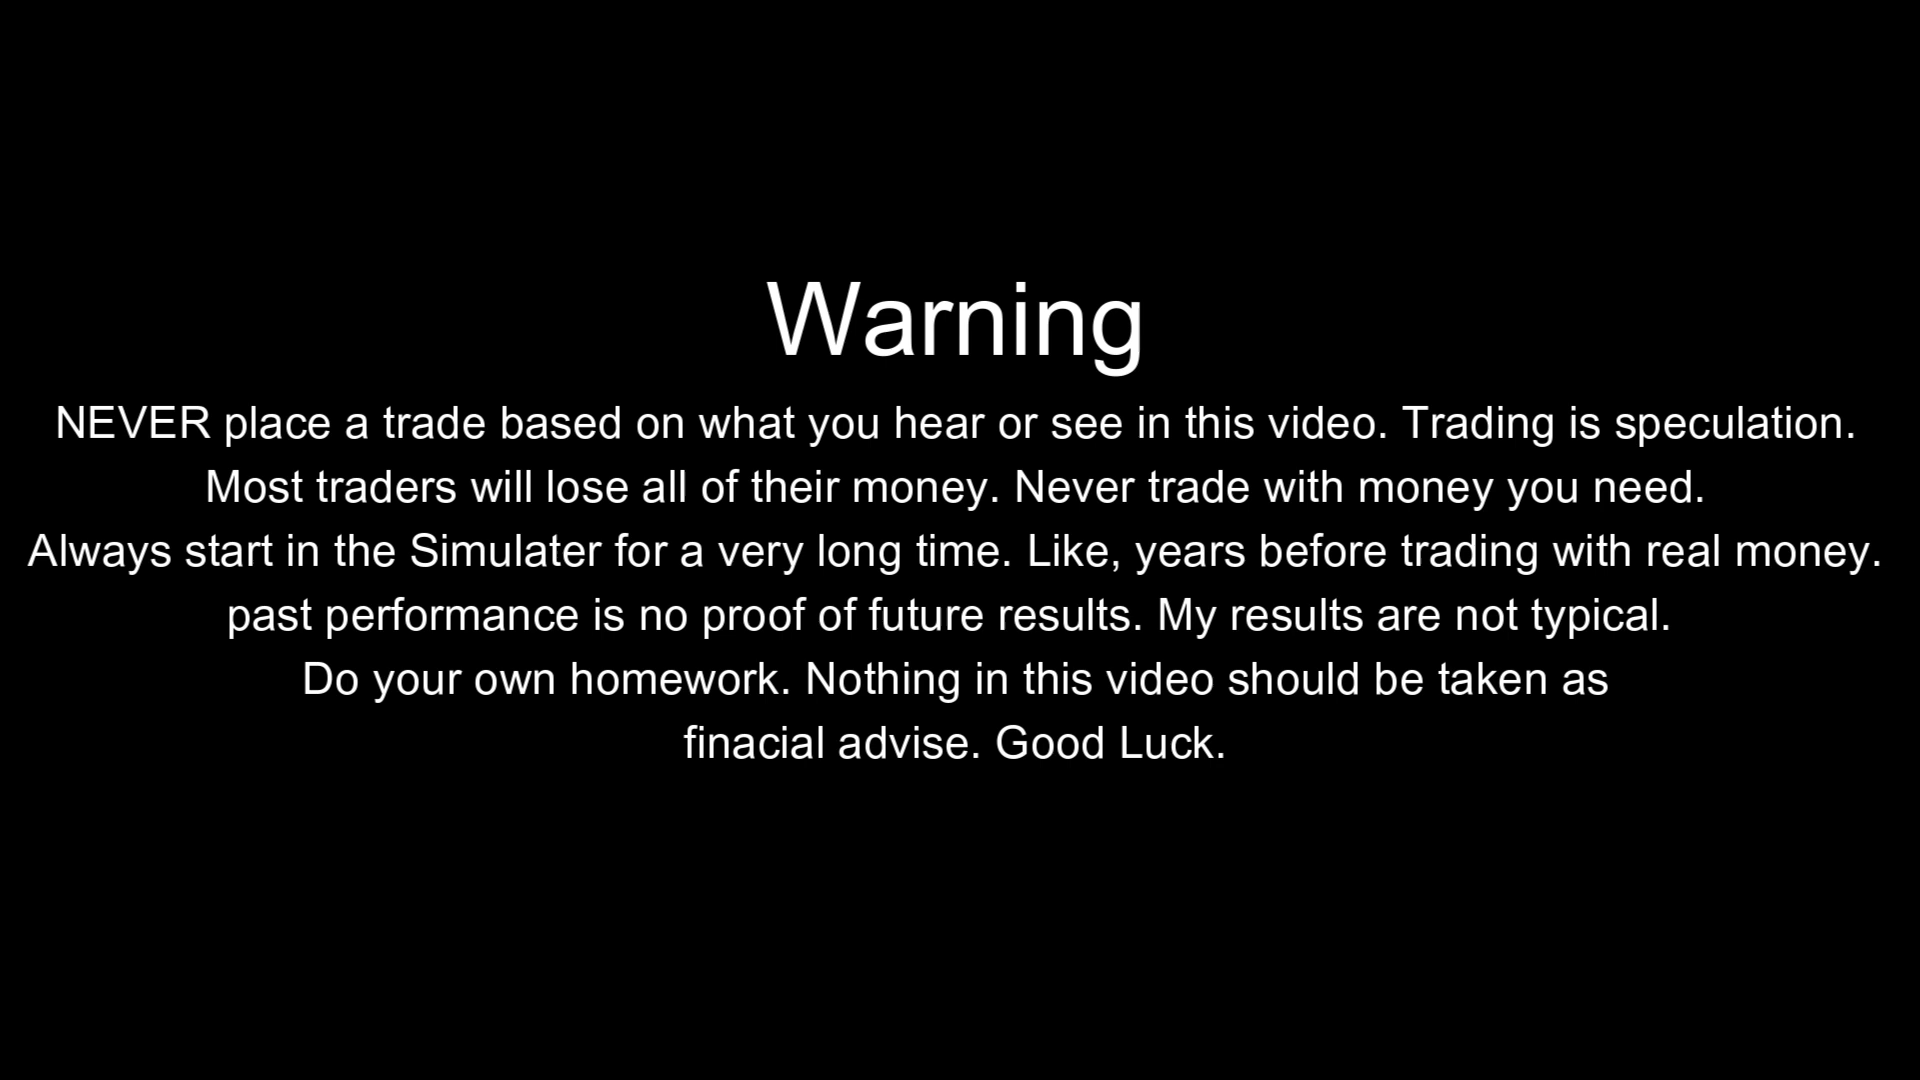 Warning
NEVER place a trade based on what you hear or see in this video. Trading is speculation.
Most traders will lose all of their money. Never trade with money you need.
Always start in the Simulater for a very long time. Like, years before trading with real money.
past performance is no proof of future results. My results are not typical.
Do your own homework. Nothing in this video should be taken as
finacial advise. Good Luck.